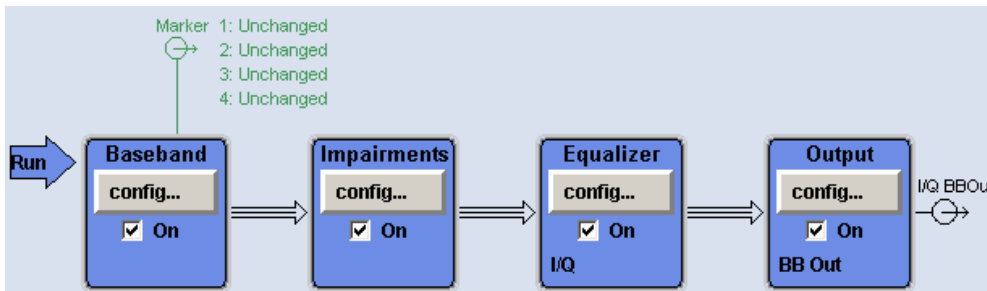 Marker 1: Unchanged
2: Unchanged
3: Unchanged
4: Unchanged
Run
Baseband
config...
On
Impairments
config...
On
Equalizer
config...
On
I/Q
Output
config...
On
BB Out
I/Q BBOu